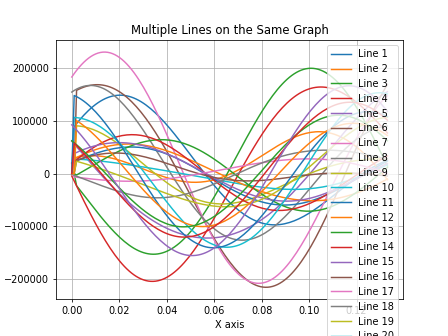 Multiple Lines on the Same Graph
200000
100000
0
−100000
−200000
0.00
0.02
0.04
0.06
0.08
0.10
X axis
Line 1
Line 2
Line 3
Line 4
Line 5
Line 6
Line 7
Line 8
Line 9
Line 10
Line 11
Line 12
Line 13
Line 14
Line 15
Line 16
Line 17
Line 18
Line 19
Line 20